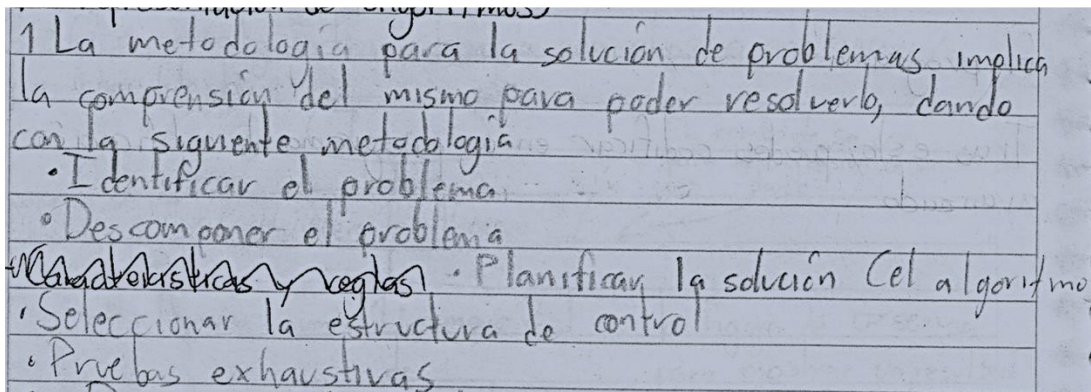 1 La metodología para la solución de problemas, implica
la comprensión del mismo para poder resolverlo, dando
con la siguiente metodología
• Identificar el problema
• Descomponer el problema
• Características y reglas • Planificar la solución (el algoritmo
• Seleccionar la estructura de control
• Pruebas exhaustivas